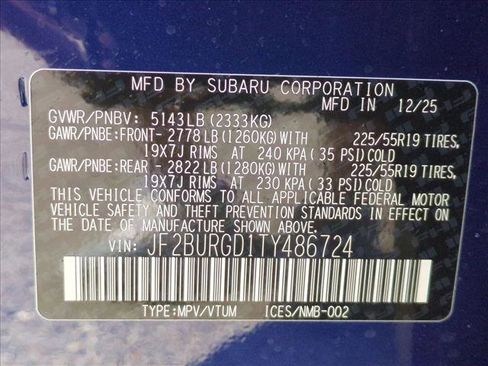 MFD BY SUBARU CORPORATION
MFD IN 12/25
GVWR/PNBV: 5143LB (2333KG)
GAWR/PNBE:FRONT- 2778 LB (1260KG) WITH 225/55R19 TIRES,
19X7J RIMS AT 240 KPA (35 PSI) COLD
GAWR/PNBE:REAR - 2822 LB (1280KG) WITH 225/55R19 TIRES,
19X7J RIMS AT 230 KPA (33 PSI) COLD
THIS VEHICLE CONFORMS TO ALL APPLICABLE FEDERAL MOTOR
VEHICLE SAFETY AND THEFT PREVENTION STANDARDS IN EFFECT
ON THE DATE OF MANUFACTURE SHOWN ABOVE.
VIN: JF2BURGD1TY486724
TYPE:MPV/VTUM ICES/NMB-002